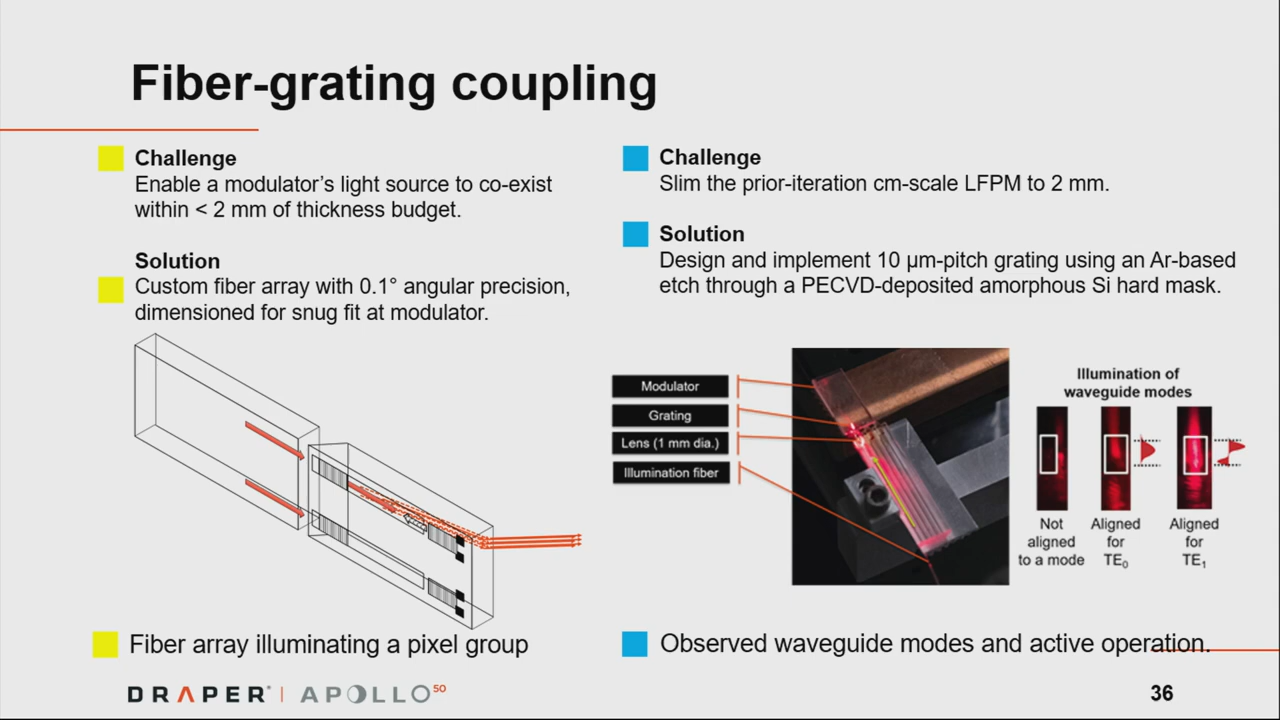 Fiber-grating coupling
Challenge
Enable a modulator's light source to co-exist
within < 2 mm of thickness budget.
Solution
Custom fiber array with 0.1° angular precision,
dimensioned for snug fit at modulator.
Fiber array illuminating a pixel group
Challenge
Slim the prior-iteration cm-scale LFPM to 2 mm.
Solution
Design and implement 10 µm-pitch grating using an Ar-based
etch through a PECVD-deposited amorphous Si hard mask.
Modulator
Grating
Lens (1 mm dia.)
Illumination fiber
Illumination of
waveguide modes
Not
aligned
to a mode
Aligned
for
TE₀
Aligned
for
TE₁
Observed waveguide modes and active operation.
DRAPER® | APOLLO⁵⁰
36